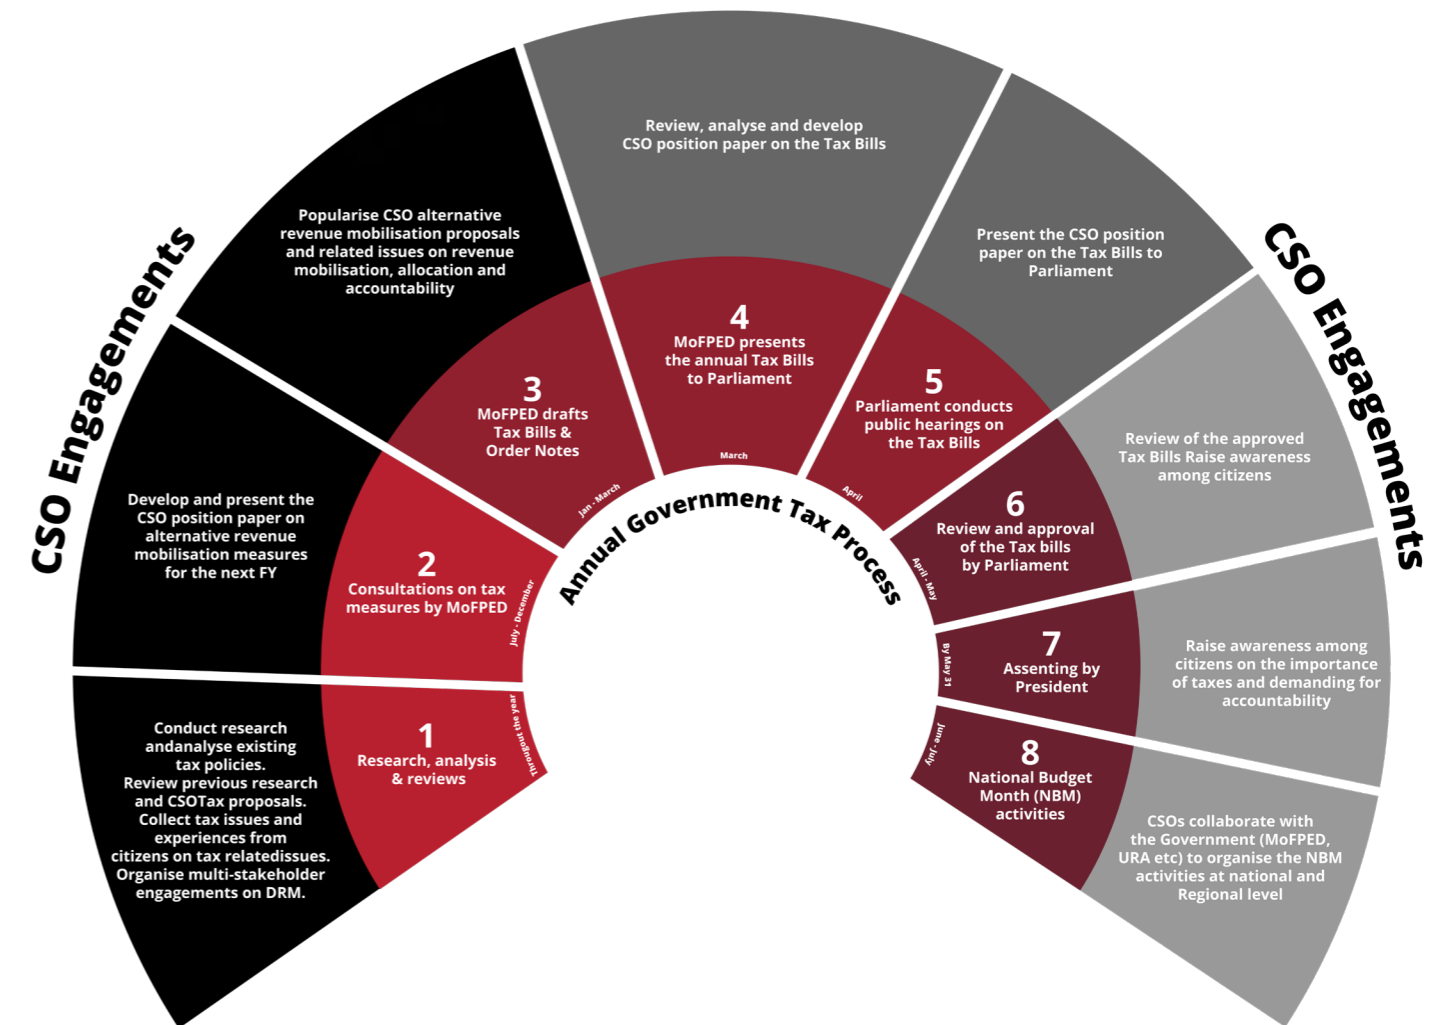 CSO Engagements
Conduct research
andanalyse existing
tax policies.
Review previous research
and CSOTax proposals.
Collect tax issues and
experiences from
citizens on tax relatedissues.
Organise multi-stakeholder
engagements on DRM.
1
Research, analysis
& reviews
Througout the year
Develop and present the
CSO position paper on
alternative revenue
mobilisation measures
for the next FY
2
Consultations on tax
measures by MoFPED
July - December
Popularise CSO alternative
revenue mobilisation proposals
and related issues on revenue
mobilisation, allocation and
accountability
3
MoFPED drafts
Tax Bills &
Order Notes
Jan - March
Review, analyse and develop
CSO position paper on the Tax Bills
4
MoFPED presents
the annual Tax Bills
to Parliament
March
Present the CSO position
paper on the Tax Bills to
Parliament
5
Parliament conducts
public hearings on
the Tax Bills
April
Review of the approved
Tax Bills Raise awareness
among citizens
6
Review and approval
of the Tax bills
by Parliament
April - May
Raise awareness among
citizens on the importance
of taxes and demanding for
accountability
7
Assenting by
President
By May 31
CSOs collaborate with
the Government (MoFPED,
URA etc) to organise the NBM
activities at national and
Regional level
8
National Budget
Month (NBM)
activities
June - July
Annual Government Tax Process
CSO Engagements